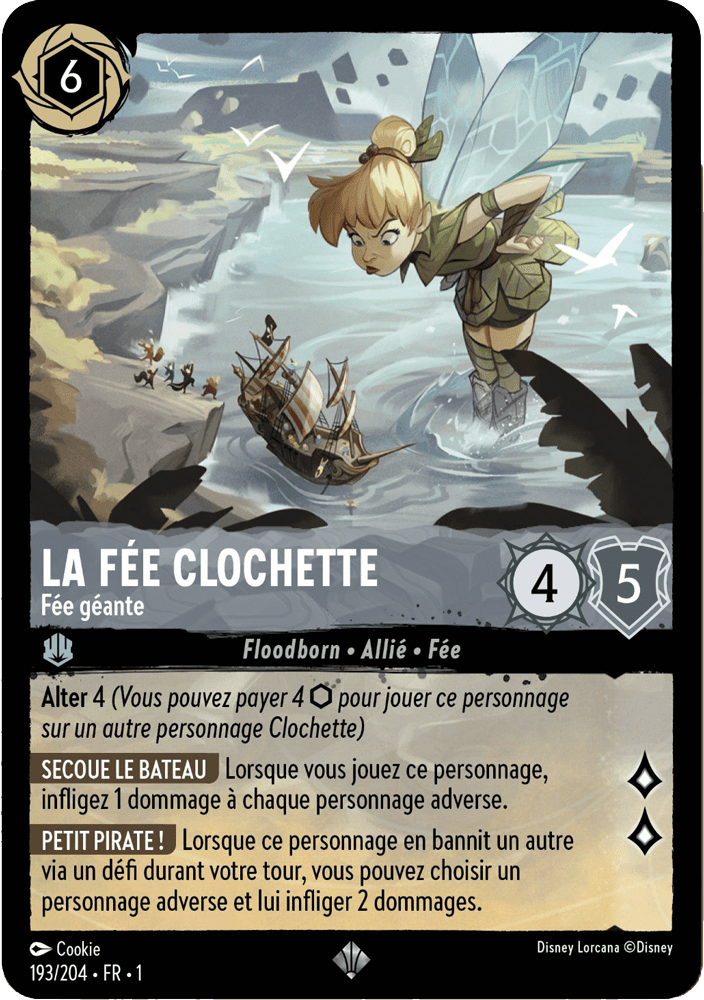 6
LA FÉE CLOCHETTE
Fée géante
4
5
Floodborn • Allié • Fée
Alter 4 (Vous pouvez payer 4 ⬡ pour jouer ce personnage
sur un autre personnage Clochette)
SECOUE LE BATEAU Lorsque vous jouez ce personnage,
infligez 1 dommage à chaque personnage adverse.
PETIT PIRATE ! Lorsque ce personnage en bannit un autre
via un défi durant votre tour, vous pouvez choisir un
personnage adverse et lui infliger 2 dommages.
Cookie
Disney Lorcana ©Disney
193/204 • FR • 1